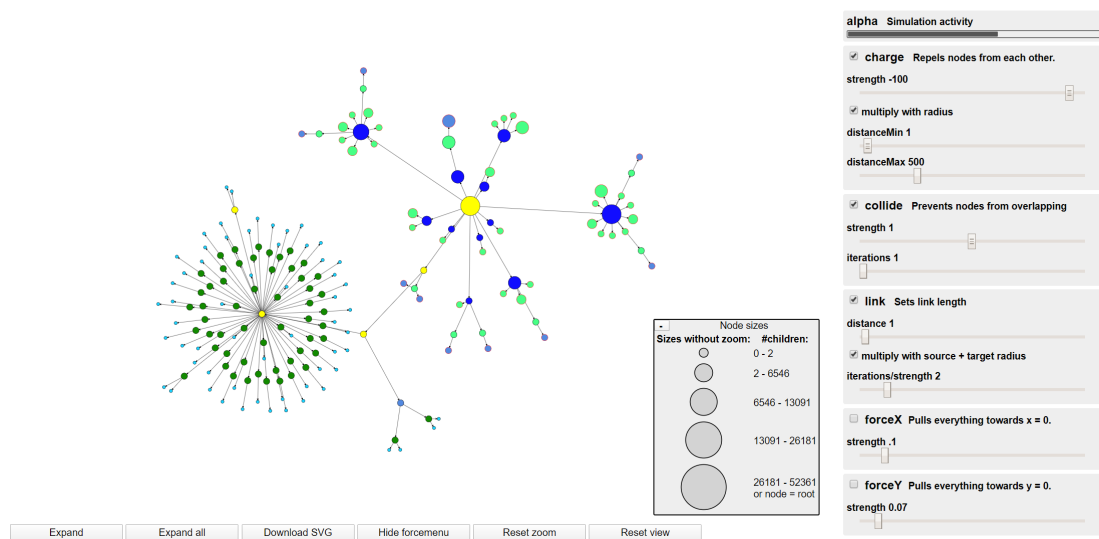 alpha Simulation activity
charge Repels nodes from each other.
strength -100
multiply with radius
distanceMin 1
distanceMax 500
collide Prevents nodes from overlapping
strength 1
iterations 1
link Sets link length
distance 1
multiply with source + target radius
iterations/strength 2
forceX Pulls everything towards x = 0.
strength .1
forceY Pulls everything towards y = 0.
strength 0.07
- Node sizes
Sizes without zoom: #children:
0 - 2
2 - 6546
6546 - 13091
13091 - 26181
26181 - 52361
or node = root
Expand Expand all Download SVG Hide forcemenu Reset zoom Reset view